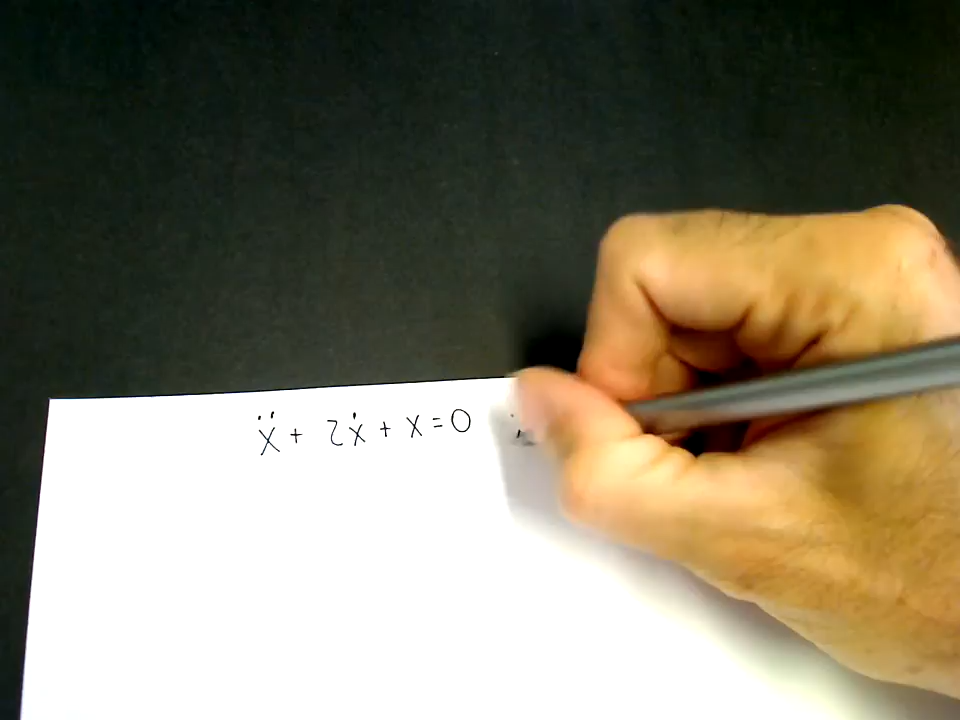 ẍ + 2ẋ + x = 0